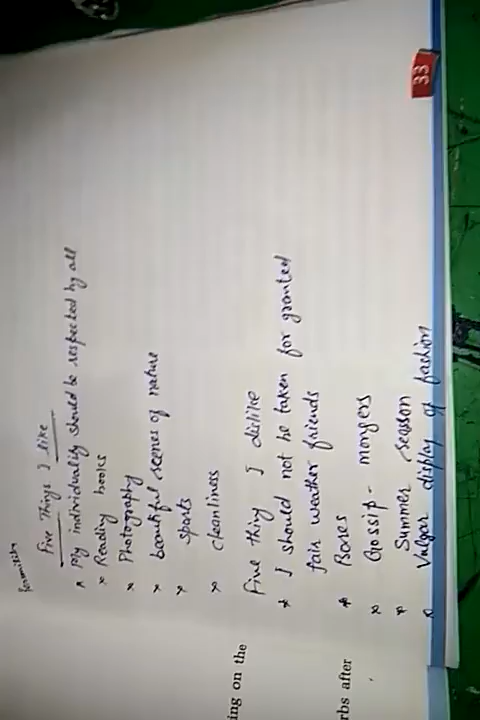 formality
Five Things I like
My individuality should be respected by all
Reading books
Photography
beautiful scenes of nature
sports
cleanliness
Five thing I dislike
I should not be taken for granted
fair weather friends
Bores
Gossip-mongers
Summer season
Vulgar display of fashion
ing on the
rbs after
33